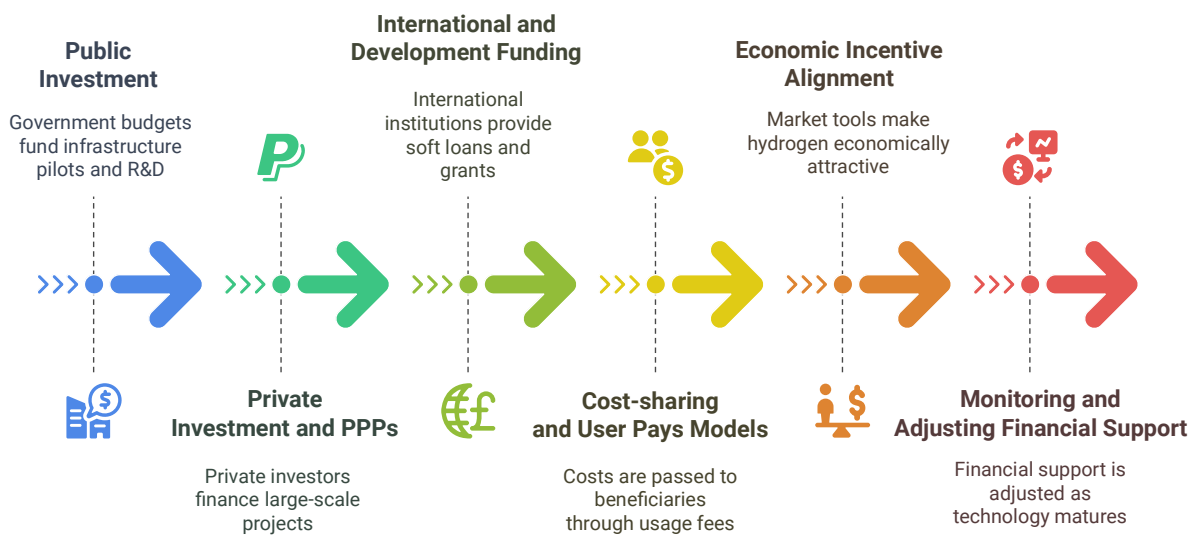 Public
Investment
Government budgets
fund infrastructure
pilots and R&D
Private
Investment and PPPs
Private investors
finance large-scale
projects
International and
Development Funding
International
institutions provide
soft loans and
grants
Cost-sharing
and User Pays Models
Costs are passed to
beneficiaries
through usage fees
Economic Incentive
Alignment
Market tools make
hydrogen economically
attractive
Monitoring and
Adjusting Financial Support
Financial support is
adjusted as
technology matures